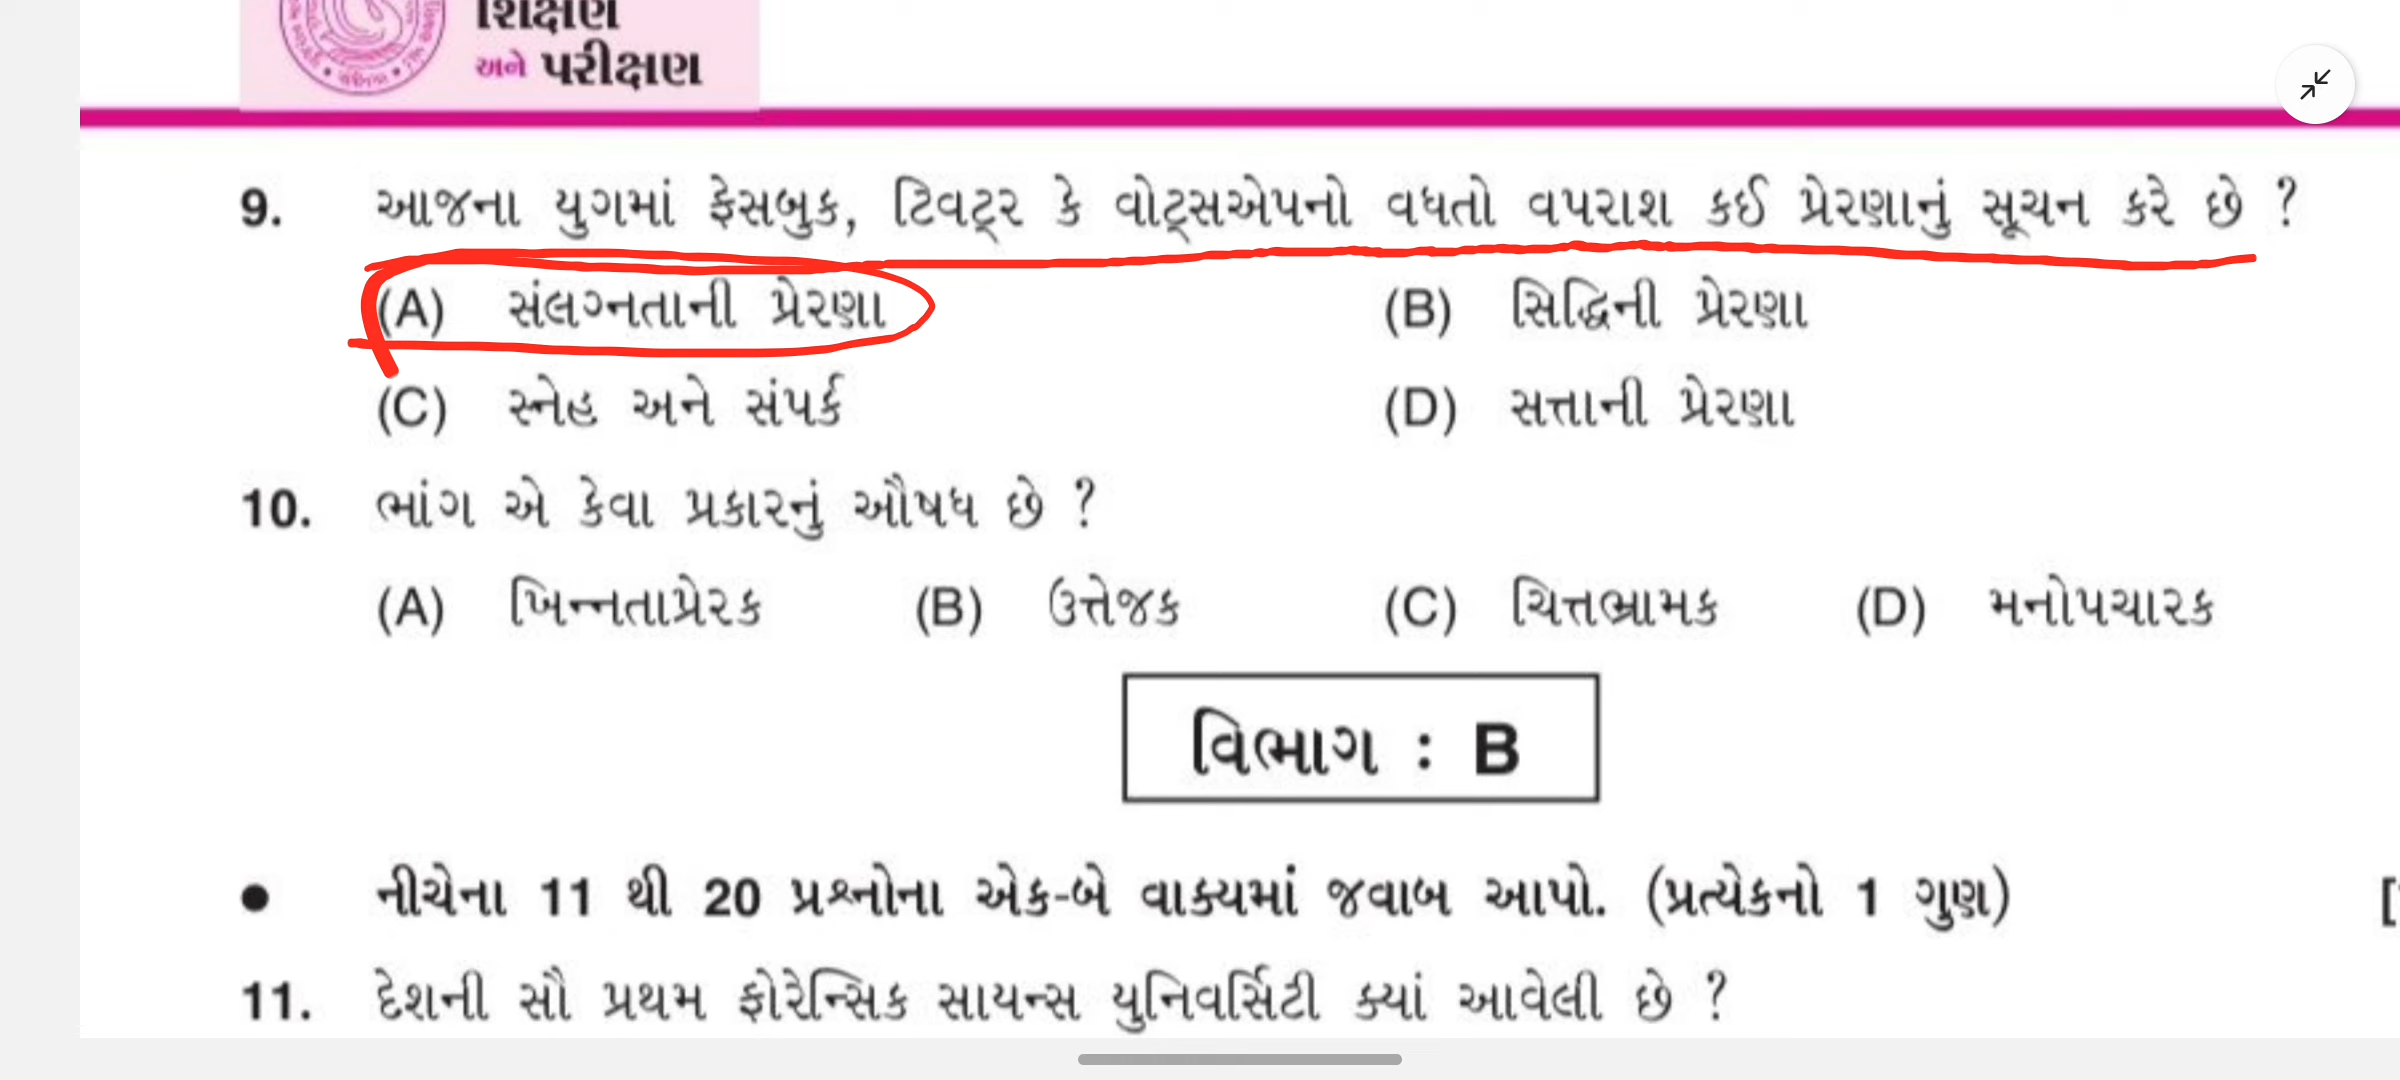 શિક્ષણ
અને પરીક્ષણ
9. આજના યુગમાં ફેસબુક, ટિવટ્ર કે વોટ્સએપનો વધતો વપરાશ કઈ પ્રેરણાનું સૂચન કરે છે ?
(A) સંલગ્નતાની પ્રેરણા (B) સિદ્ધિની પ્રેરણા
(C) સ્નેહ અને સંપર્ક (D) સત્તાની પ્રેરણા
10. ભાંગ એ કેવા પ્રકારનું ઔષધ છે ?
(A) ખિન્નતાપ્રેરક (B) ઉત્તેજક (C) ચિત્તભ્રામક (D) મનોપચારક
વિભાગ : B
● નીચેના 11 થી 20 પ્રશ્નોના એક-બે વાક્યમાં જવાબ આપો. (પ્રત્યેકનો 1 ગુણ) [
11. દેશની સૌ પ્રથમ ફોરેન્સિક સાયન્સ યુનિવર્સિટી ક્યાં આવેલી છે ?